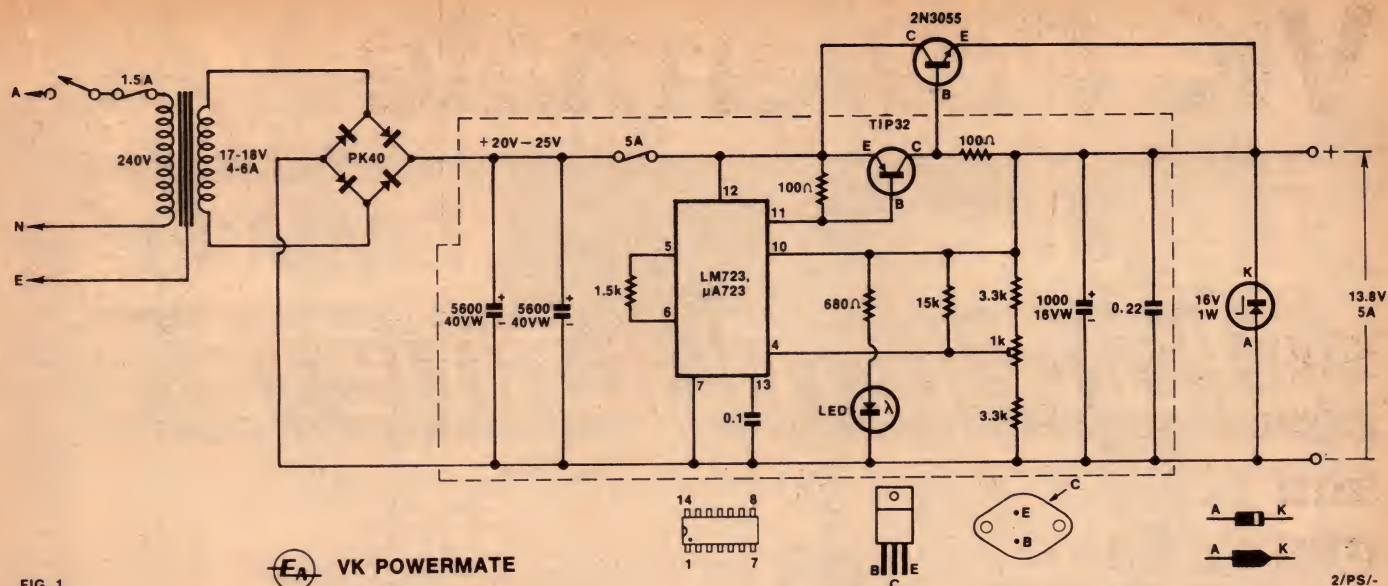 2N3055
C
E
B
A
1.5A
240V
17-18V
4-6A
N
E
PK40
+20V-25V
5A
TIP32
E
C
B
100Ω
100Ω
12
11
10
5
6
4
7
13
1.5k
LM723,
µA723
5600
40VW
+
-
5600
40VW
+
-
0.1
680Ω
15k
LED
λ
3.3k
1k
3.3k
1000
16VW
+
-
0.22
K
16V
1W
A
+
-
13.8V
5A
14
8
1
7
B
C
E
E
B
C
A
K
A
K
FIG. 1
EA VK POWERMATE
2/PS/-